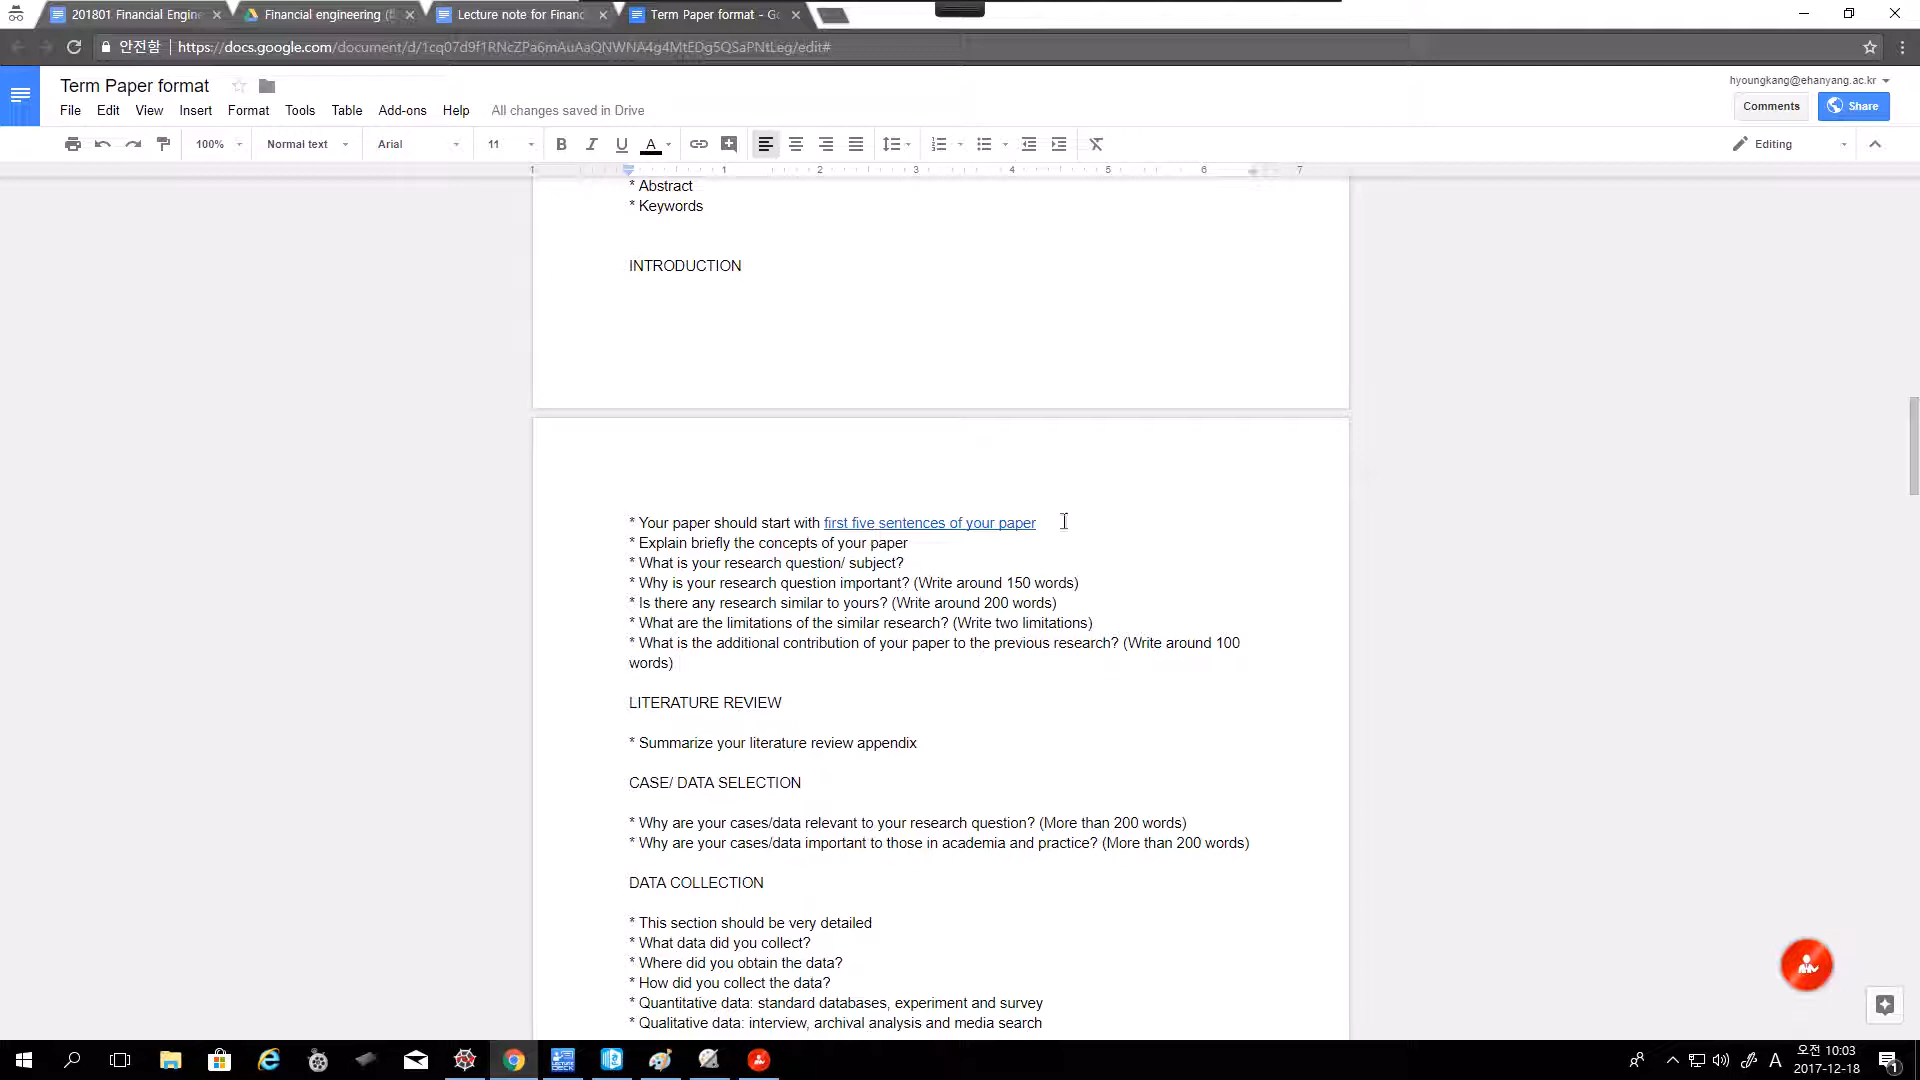 201801 Financial Engine
Financial engineering (
Lecture note for Financ
Term Paper format - Go
안전함 https://docs.google.com/document/d/1cq07d9f1RNcZPa6mAuAaQNWNA4g4MtEDg5QSaPNtLeg/edit#
Term Paper format
hyoungkang@ehanyang.ac.kr
File Edit View Insert Format Tools Table Add-ons Help All changes saved in Drive
Comments Share
100% Normal text Arial 11 B I U A Editing
1 1 2 3 4 5 6 7
* Abstract
* Keywords
INTRODUCTION
* Your paper should start with first five sentences of your paper
* Explain briefly the concepts of your paper
* What is your research question/ subject?
* Why is your research question important? (Write around 150 words)
* Is there any research similar to yours? (Write around 200 words)
* What are the limitations of the similar research? (Write two limitations)
* What is the additional contribution of your paper to the previous research? (Write around 100
words)
LITERATURE REVIEW
* Summarize your literature review appendix
CASE/ DATA SELECTION
* Why are your cases/data relevant to your research question? (More than 200 words)
* Why are your cases/data important to those in academia and practice? (More than 200 words)
DATA COLLECTION
* This section should be very detailed
* What data did you collect?
* Where did you obtain the data?
* How did you collect the data?
* Quantitative data: standard databases, experiment and survey
* Qualitative data: interview, archival analysis and media search
A
오전 10:03
2017-12-18
1